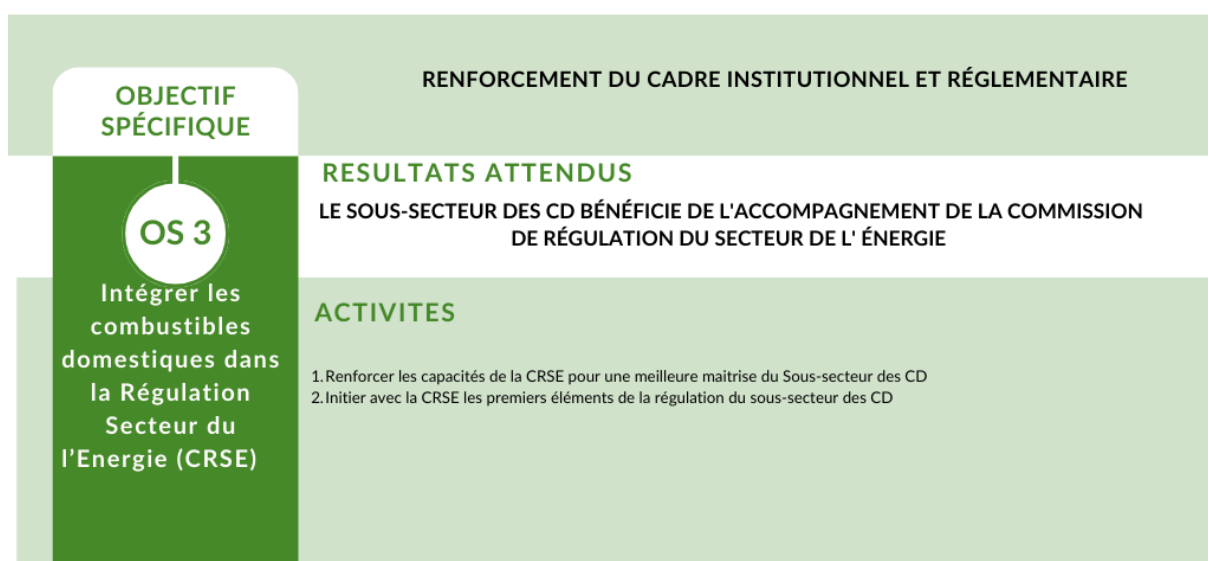 RENFORCEMENT DU CADRE INSTITUTIONNEL ET RÉGLEMENTAIRE
OBJECTIF
SPÉCIFIQUE
OS 3
Intégrer les
combustibles
domestiques dans
la Régulation
Secteur du
l’Energie (CRSE)
RESULTATS ATTENDUS
LE SOUS-SECTEUR DES CD BÉNÉFICIE DE L'ACCOMPAGNEMENT DE LA COMMISSION
DE RÉGULATION DU SECTEUR DE L' ÉNERGIE
ACTIVITES
1. Renforcer les capacités de la CRSE pour une meilleure maitrise du Sous-secteur des CD
2. Initier avec la CRSE les premiers éléments de la régulation du sous-secteur des CD